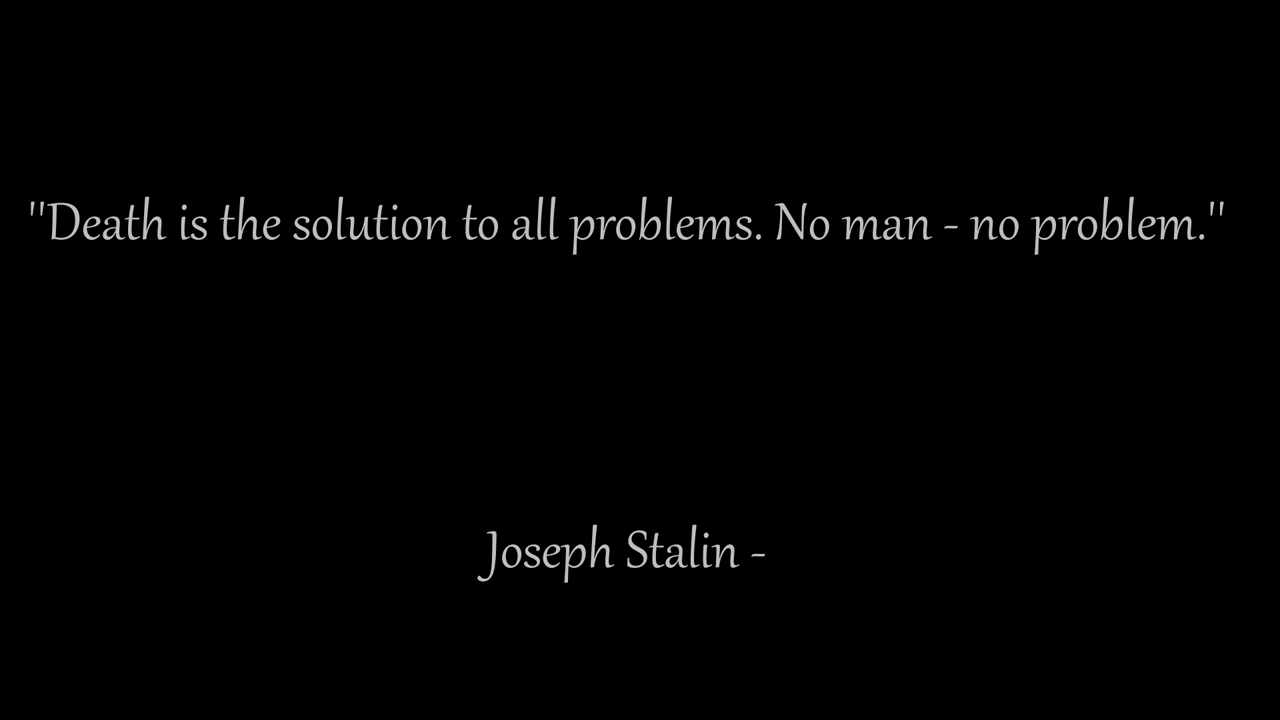 "Death is the solution to all problems. No man - no problem."
Joseph Stalin -